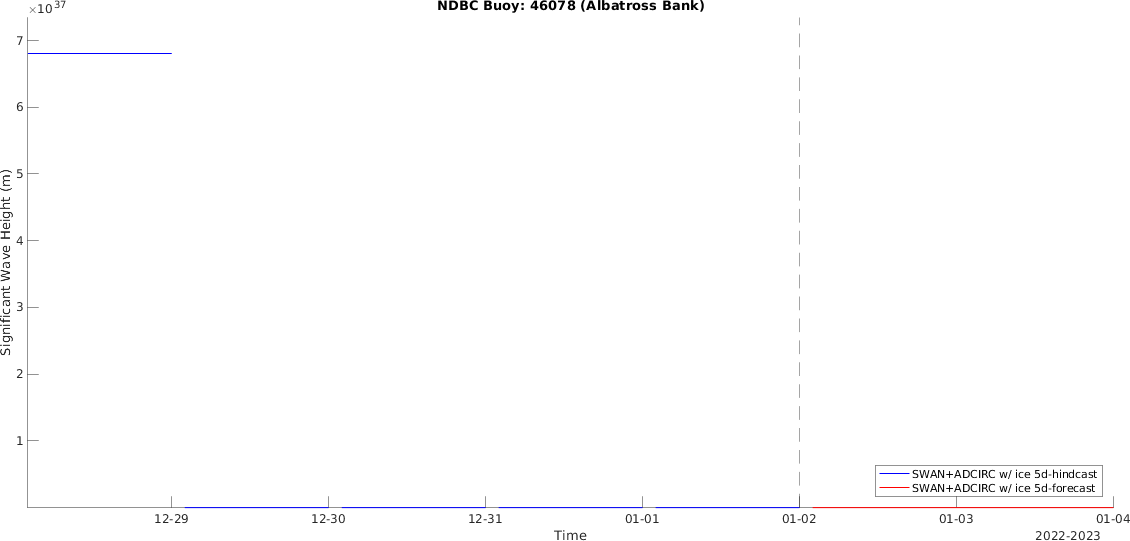 NDBC Buoy: 46078 (Albatross Bank)
×10^37
7
6
5
4
3
2
1
Significant Wave Height (m)
12-29 12-30 12-31 01-01 01-02 01-03 01-04
Time
2022-2023
SWAN+ADCIRC w/ ice 5d-hindcast
SWAN+ADCIRC w/ ice 5d-forecast